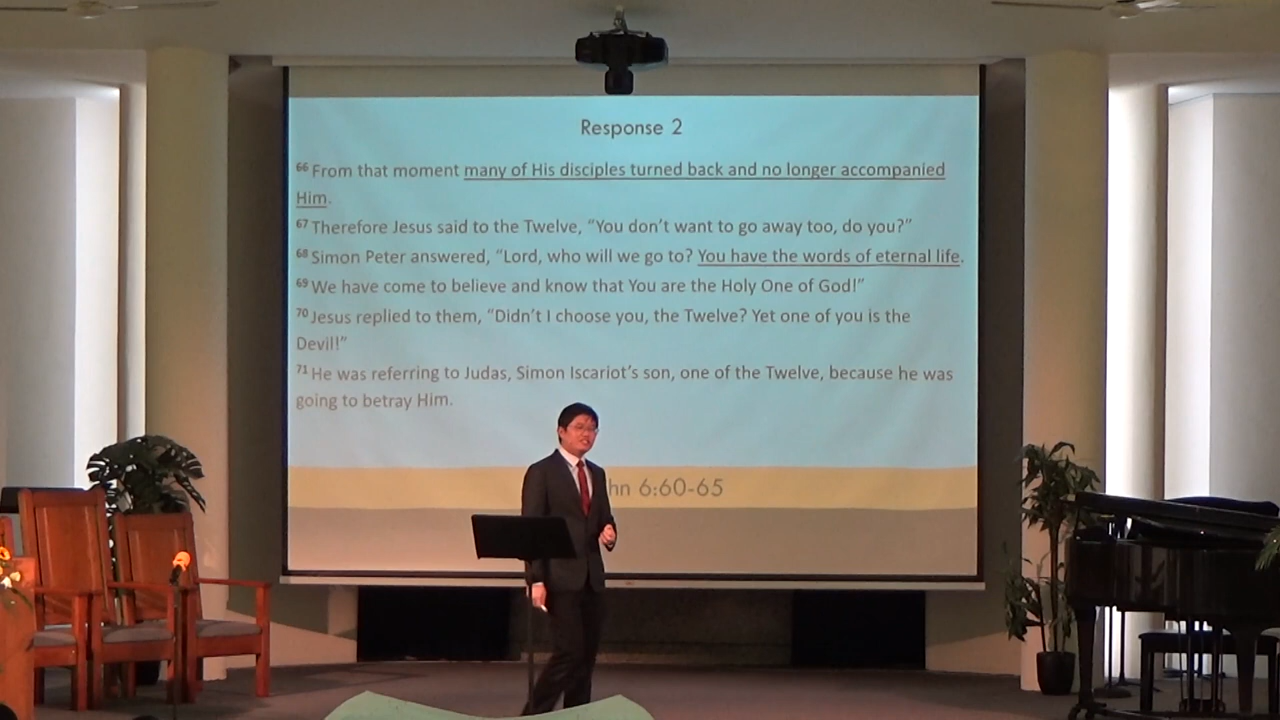 Response 2
66 From that moment many of His disciples turned back and no longer accompanied
Him.
67 Therefore Jesus said to the Twelve, “You don’t want to go away too, do you?”
68 Simon Peter answered, “Lord, who will we go to? You have the words of eternal life.
69 We have come to believe and know that You are the Holy One of God!”
70 Jesus replied to them, “Didn’t I choose you, the Twelve? Yet one of you is the
Devil!”
71 He was referring to Judas, Simon Iscariot’s son, one of the Twelve, because he was
going to betray Him.
hn 6:60-65